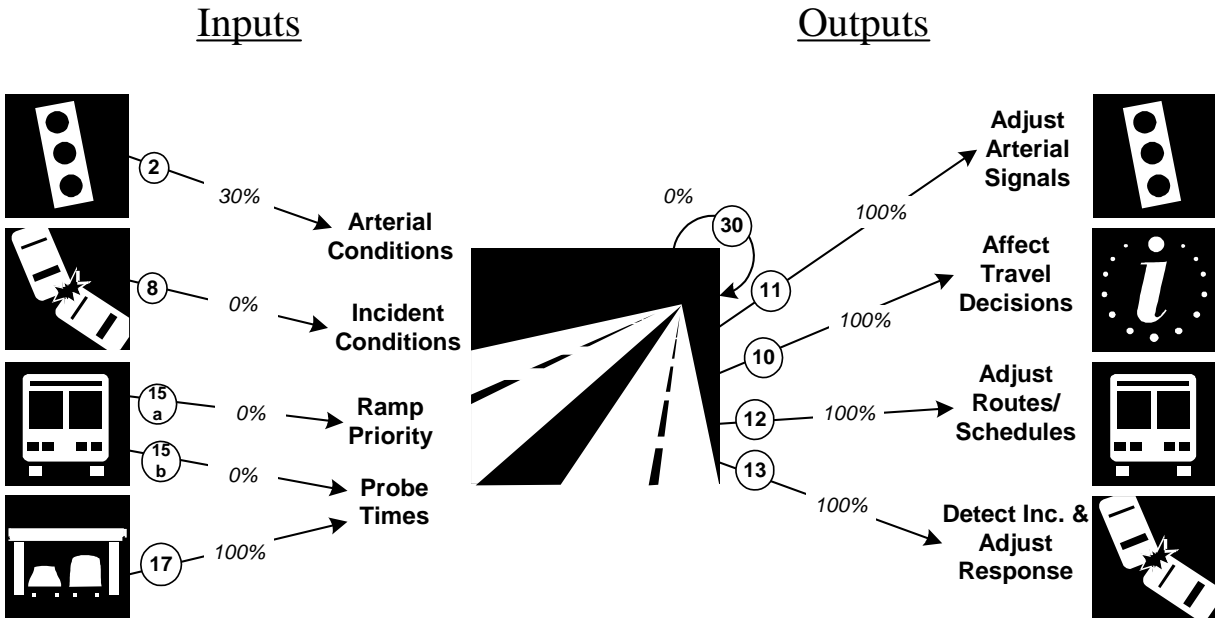 Inputs
Outputs
2
30%
Arterial
Conditions
8
0%
Incident
Conditions
15
a
0%
Ramp
Priority
15
b
0%
Probe
Times
17
100%
0%
30
11
100%
Adjust
Arterial
Signals
10
100%
Affect
Travel
Decisions
i
12
100%
Adjust
Routes/
Schedules
13
100%
Detect Inc. &
Adjust
Response